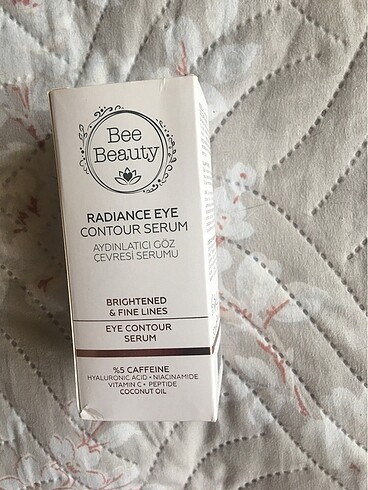 Bee
Beauty
RADIANCE EYE
CONTOUR SERUM
AYDINLATICI GÖZ
ÇEVRESİ SERUMU
BRIGHTENED
& FINE LINES
EYE CONTOUR
SERUM
%5 CAFFEINE
HYALURONIC ACID • NIACINAMIDE
VITAMIN C • PEPTIDE
COCONUT OIL